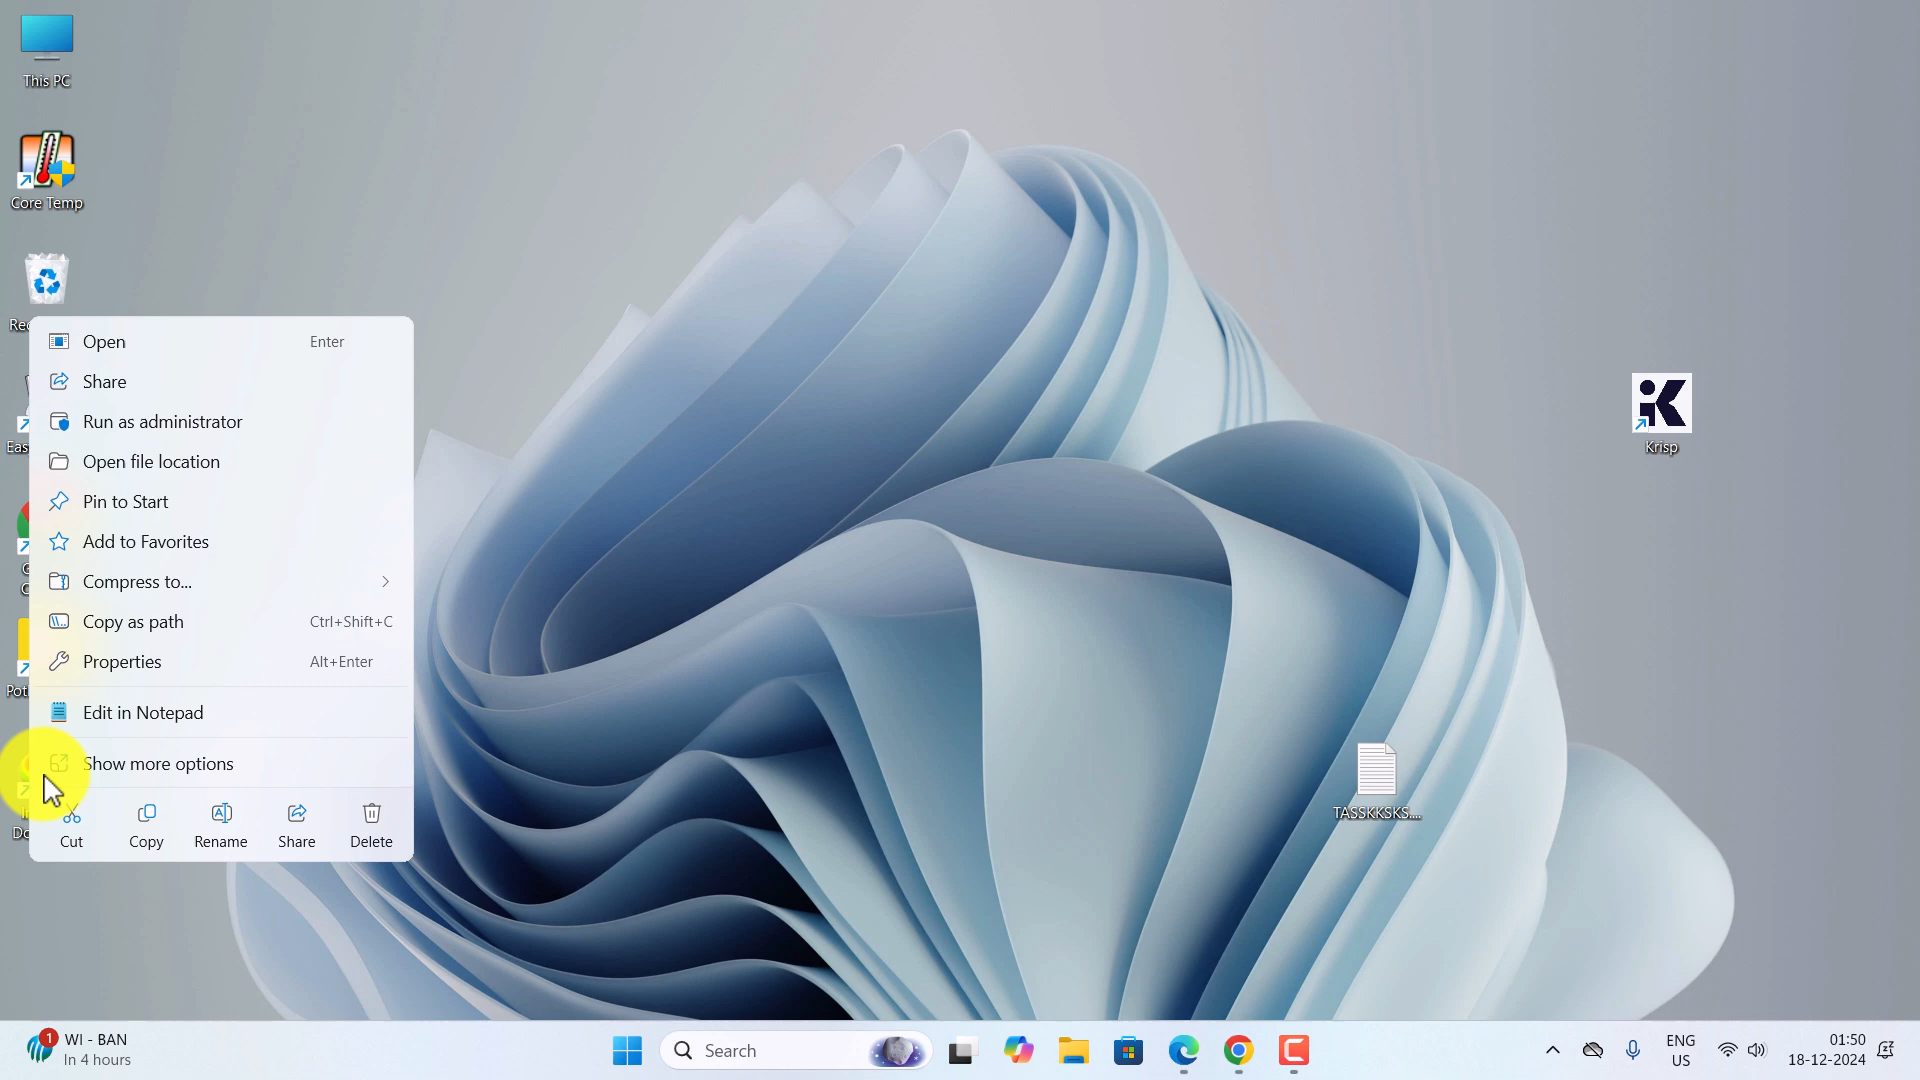 This PC
Core Temp
Open Enter
Share
Run as administrator
Open file location
Pin to Start
Add to Favorites
Compress to...
Copy as path Ctrl+Shift+C
Properties Alt+Enter
Edit in Notepad
Show more options
Cut Copy Rename Share Delete
Krisp
TASSKKSKS....
1
WI - BAN
In 4 hours
Search
ENG
US
01:50
18-12-2024